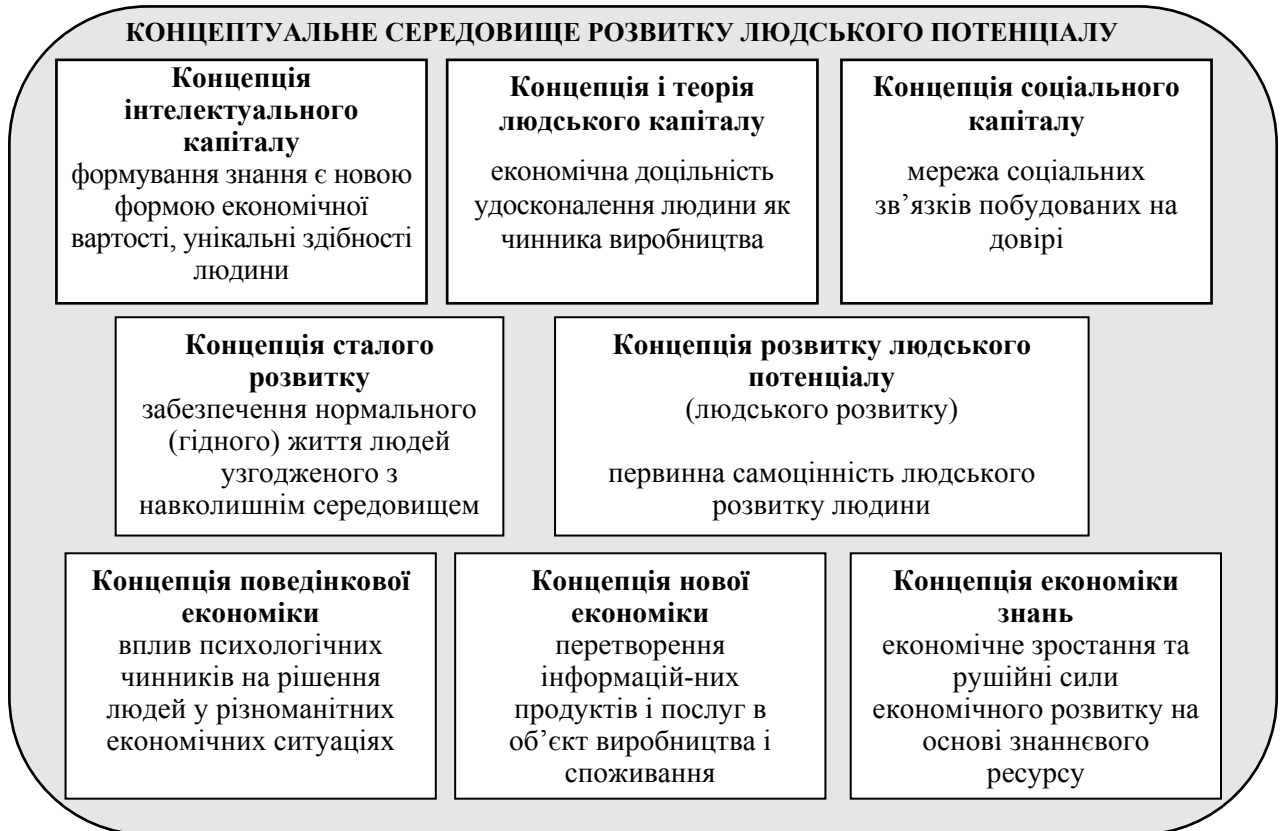 КОНЦЕПТУАЛЬНЕ СЕРЕДОВИЩЕ РОЗВИТКУ ЛЮДСЬКОГО ПОТЕНЦІАЛУ
Концепція
інтелектуального
капіталу
формування знання є новою
формою економічної
вартості, унікальні здібності
людини
Концепція і теорія
людського капіталу
економічна доцільність
удосконалення людини як
чинника виробництва
Концепція соціального
капіталу
мережа соціальних
зв’язків побудованих на
довірі
Концепція сталого
розвитку
забезпечення нормального
(гідного) життя людей
узгодженого з
навколишнім середовищем
Концепція розвитку людського
потенціалу
(людського розвитку)
первинна самоцінність людського
розвитку людини
Концепція поведінкової
економіки
вплив психологічних
чинників на рішення
людей у різноманітних
економічних ситуаціях
Концепція нової
економіки
перетворення
інформацій-них
продуктів і послуг в
об’єкт виробництва і
споживання
Концепція економіки
знань
економічне зростання та
рушійні сили
економічного розвитку на
основі знаннєвого
ресурсу